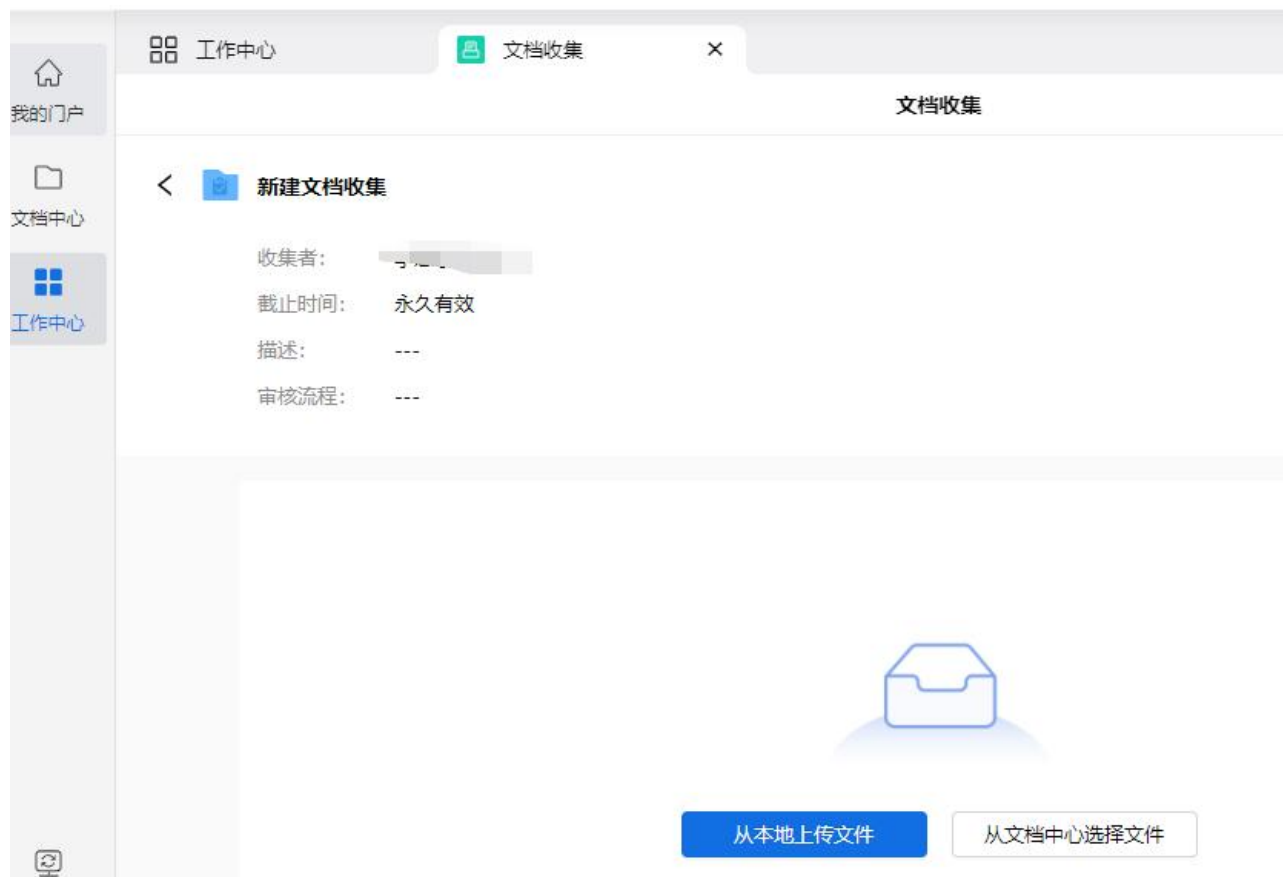 工作中心
文档收集
我的门户
文档收集
文档中心
新建文档收集
收集者:
工作中心
截止时间: 永久有效
描述: ---
审核流程: ---
从本地上传文件
从文档中心选择文件